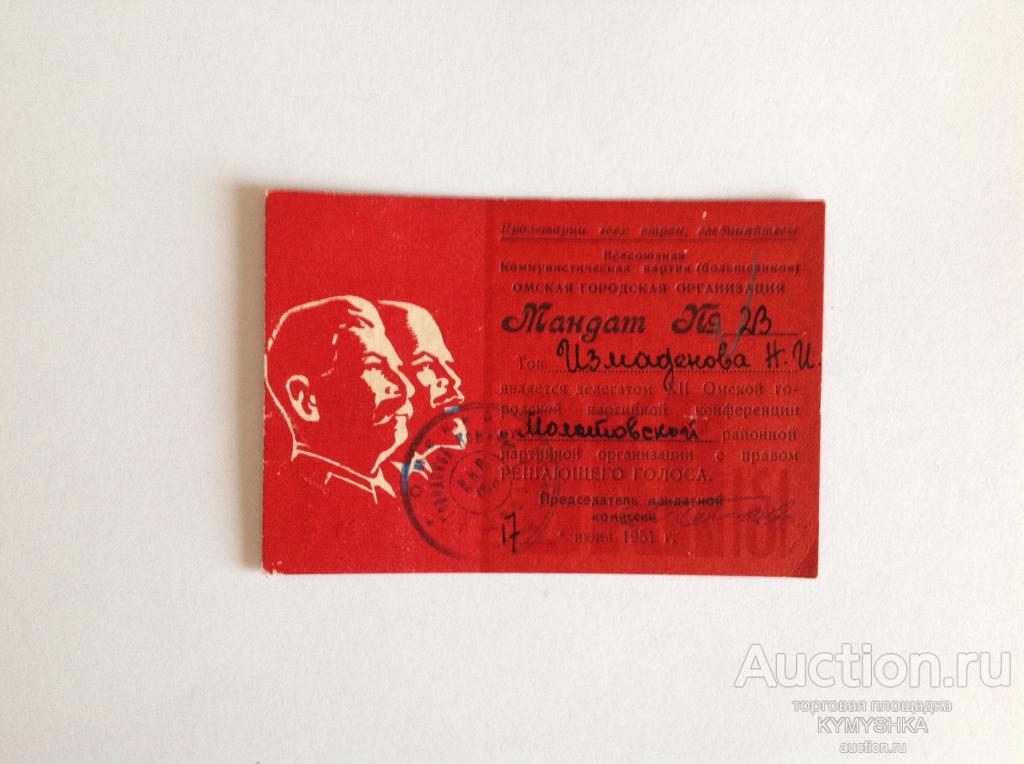 Пролетарии всех стран, соединяйтесь!
Всесоюзная
Коммунистическая партия (большевиков)
ОМСКАЯ ГОРОДСКАЯ ОРГАНИЗАЦИЯ
Мандат № 23
Тов. Измаденова Н. И.
является делегатом XII Омской го-
родской партийной конференции
от Молотовской районной
партийной организации с правом
РЕШАЮЩЕГО ГОЛОСА.
Председатель мандатной
комиссии
17 июня 1951 г.
Auction.ru
торговая площадка
KYMYSHKA
auction.ru